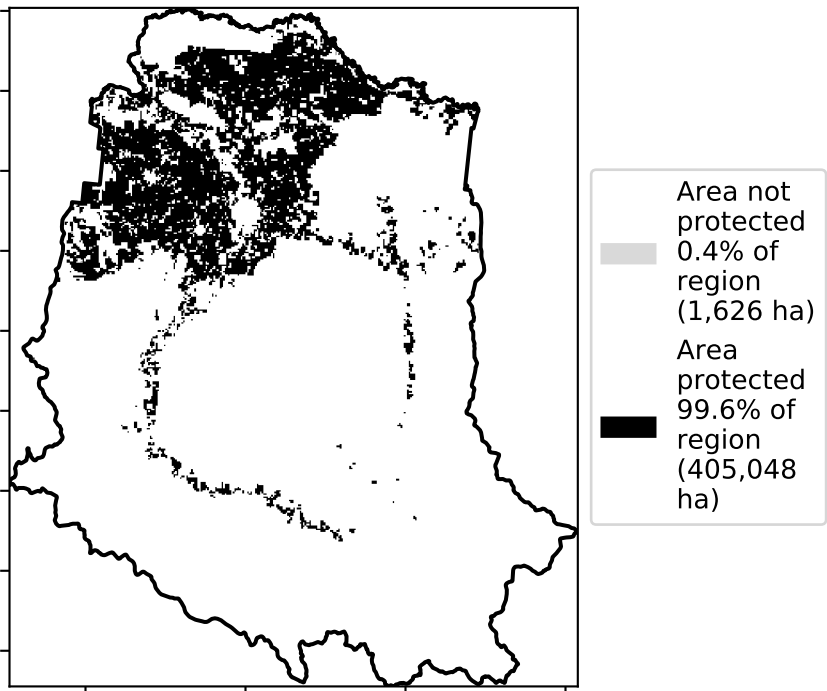 Area not
protected
0.4% of
region
(1,626 ha)
Area
protected
99.6% of
region
(405,048
ha)